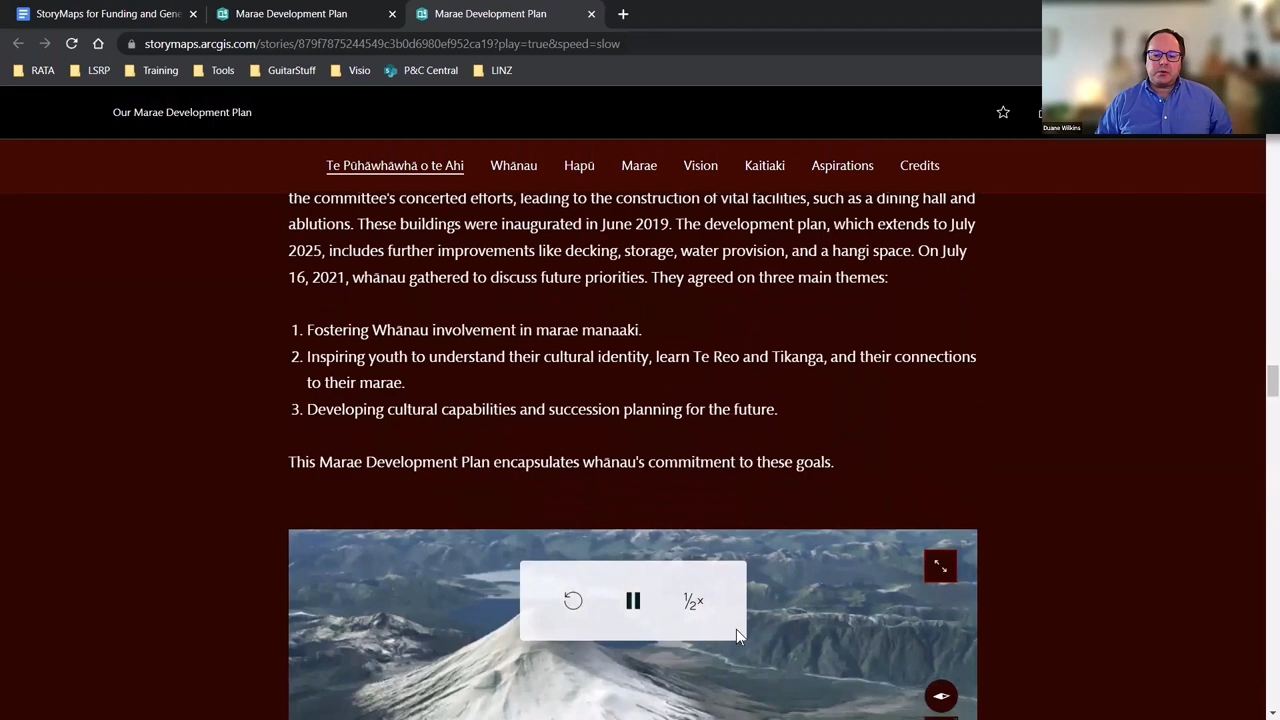 StoryMaps for Funding and Gene
Marae Development Plan
Marae Development Plan
storymaps.arcgis.com/stories/879f7875244549c3b0d6980ef952ca19?play=true&speed=slow
RATA
LSRP
Training
Tools
GuitarStuff
Visio
P&C Central
LINZ
Duane Wilkins
Our Marae Development Plan
Te Pūhāwhāwhā o te Ahi
Whānau
Hapū
Marae
Vision
Kaitiaki
Aspirations
Credits
the committee's concerted efforts, leading to the construction of vital facilities, such as a dining hall and
ablutions. These buildings were inaugurated in June 2019. The development plan, which extends to July
2025, includes further improvements like decking, storage, water provision, and a hangi space. On July
16, 2021, whānau gathered to discuss future priorities. They agreed on three main themes:
1. Fostering Whānau involvement in marae manaaki.
2. Inspiring youth to understand their cultural identity, learn Te Reo and Tikanga, and their connections
to their marae.
3. Developing cultural capabilities and succession planning for the future.
This Marae Development Plan encapsulates whānau's commitment to these goals.
½x